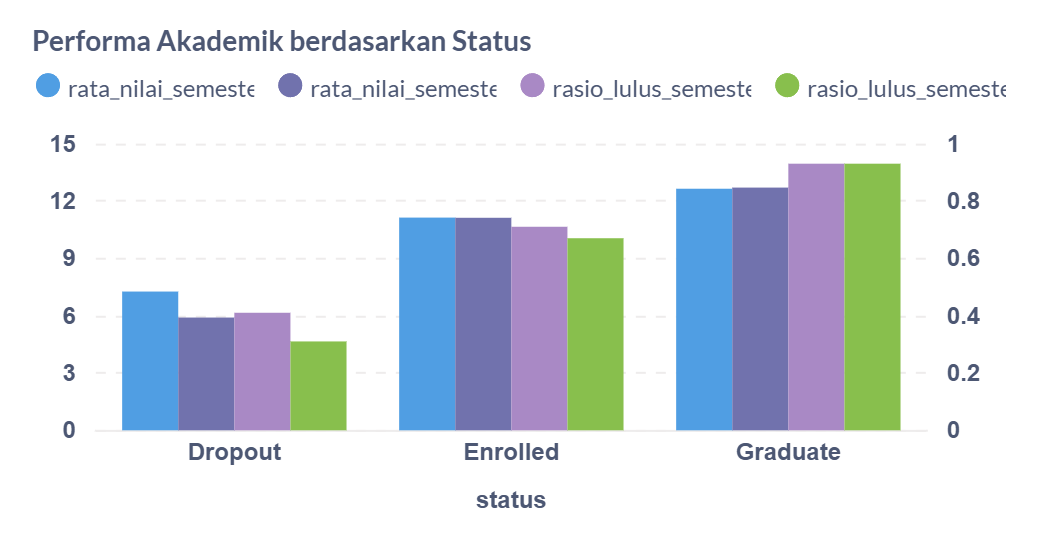 Performa Akademik berdasarkan Status
rata_nilai_semeste rata_nilai_semeste rasio_lulus_semeste rasio_lulus_semeste
15 1
12 0.8
9 0.6
6 0.4
3 0.2
0 0
Dropout Enrolled Graduate
status